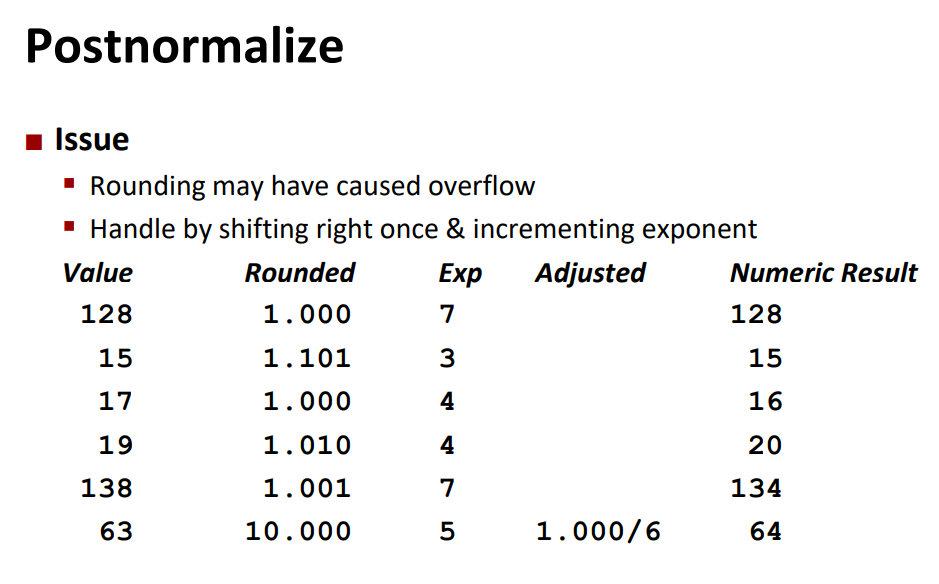 Postnormalize
Issue
Rounding may have caused overflow
Handle by shifting right once & incrementing exponent
Value Rounded Exp Adjusted Numeric Result
128 1.000 7 128
15 1.101 3 15
17 1.000 4 16
19 1.010 4 20
138 1.001 7 134
63 10.000 5 1.000/6 64